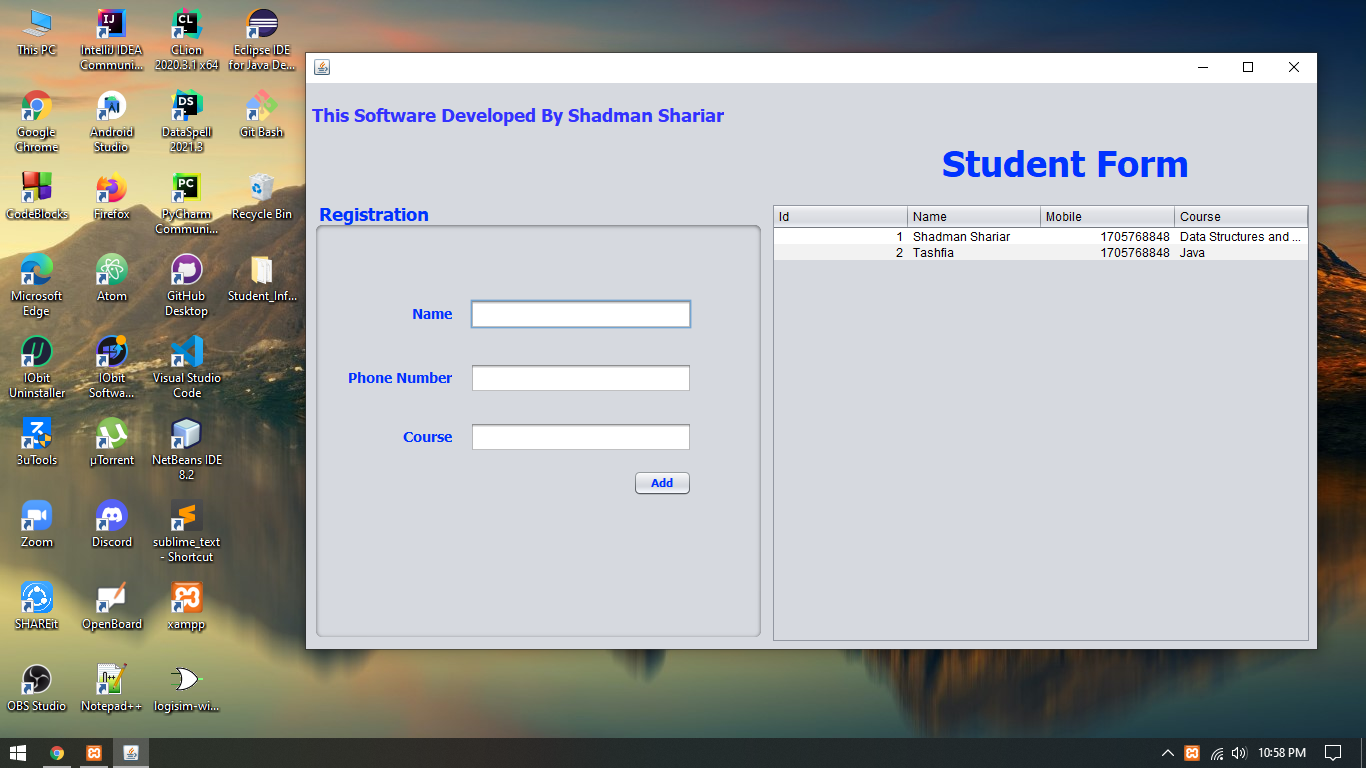 This PC
IntelliJ IDEA
Communi...
CLion
2020.3.1 x64
Eclipse IDE
for Java De...
Google
Chrome
Android
Studio
DataSpell
2021.3
Git Bash
CodeBlocks
Firefox
PyCharm
Communi...
Recycle Bin
Microsoft
Edge
Atom
GitHub
Desktop
Student_Inf...
IObit
Uninstaller
IObit
Softwa...
Visual Studio
Code
3uTools
µTorrent
NetBeans IDE
8.2
Zoom
Discord
sublime_text
- Shortcut
SHAREit
OpenBoard
xampp
OBS Studio
Notepad++
logisim-wi...
This Software Developed By Shadman Shariar
Student Form
Registration
Name
Phone Number
Course
Add
Id Name Mobile Course
1 Shadman Shariar 1705768848 Data Structures and ...
2 Tashfia 1705768848 Java
10:58 PM